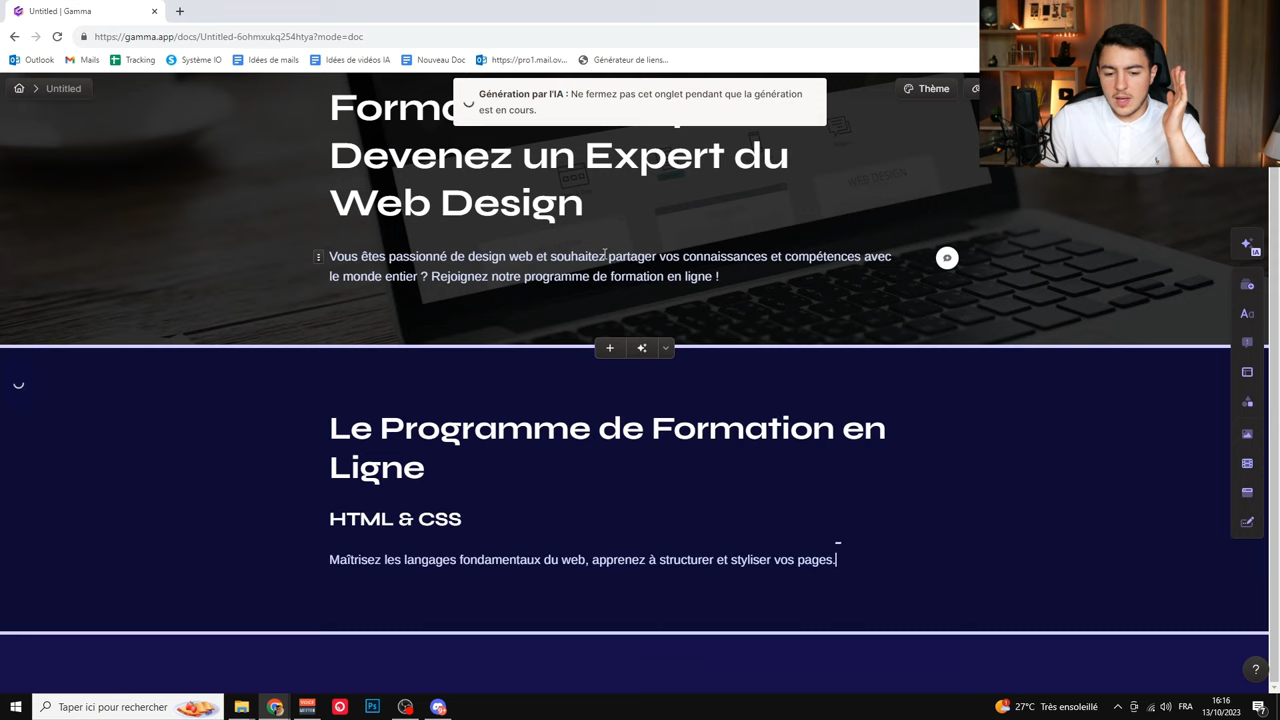 Untitled | Gamma
https://gamma.app/docs/Untitled-6ohmxukq254htya?mode=doc
Outlook
Mails
Tracking
Système IO
Idées de mails
Idées de vidéos IA
Nouveau Doc
https://pro1.mail.ov...
Générateur de liens...
Untitled
Génération par l'IA : Ne fermez pas cet onglet pendant que la génération
est en cours.
Thème
Devenez un Expert du
Web Design
WEB DESIGN
Vous êtes passionné de design web et souhaitez partager vos connaissances et compétences avec
le monde entier ? Rejoignez notre programme de formation en ligne !
IA
Le Programme de Formation en
Ligne
HTML & CSS
Maîtrisez les langages fondamentaux du web, apprenez à structurer et styliser vos pages.
Taper ici pour rechercher
Ps
27°C Très ensoleillé
FRA
16:16
13/10/2023